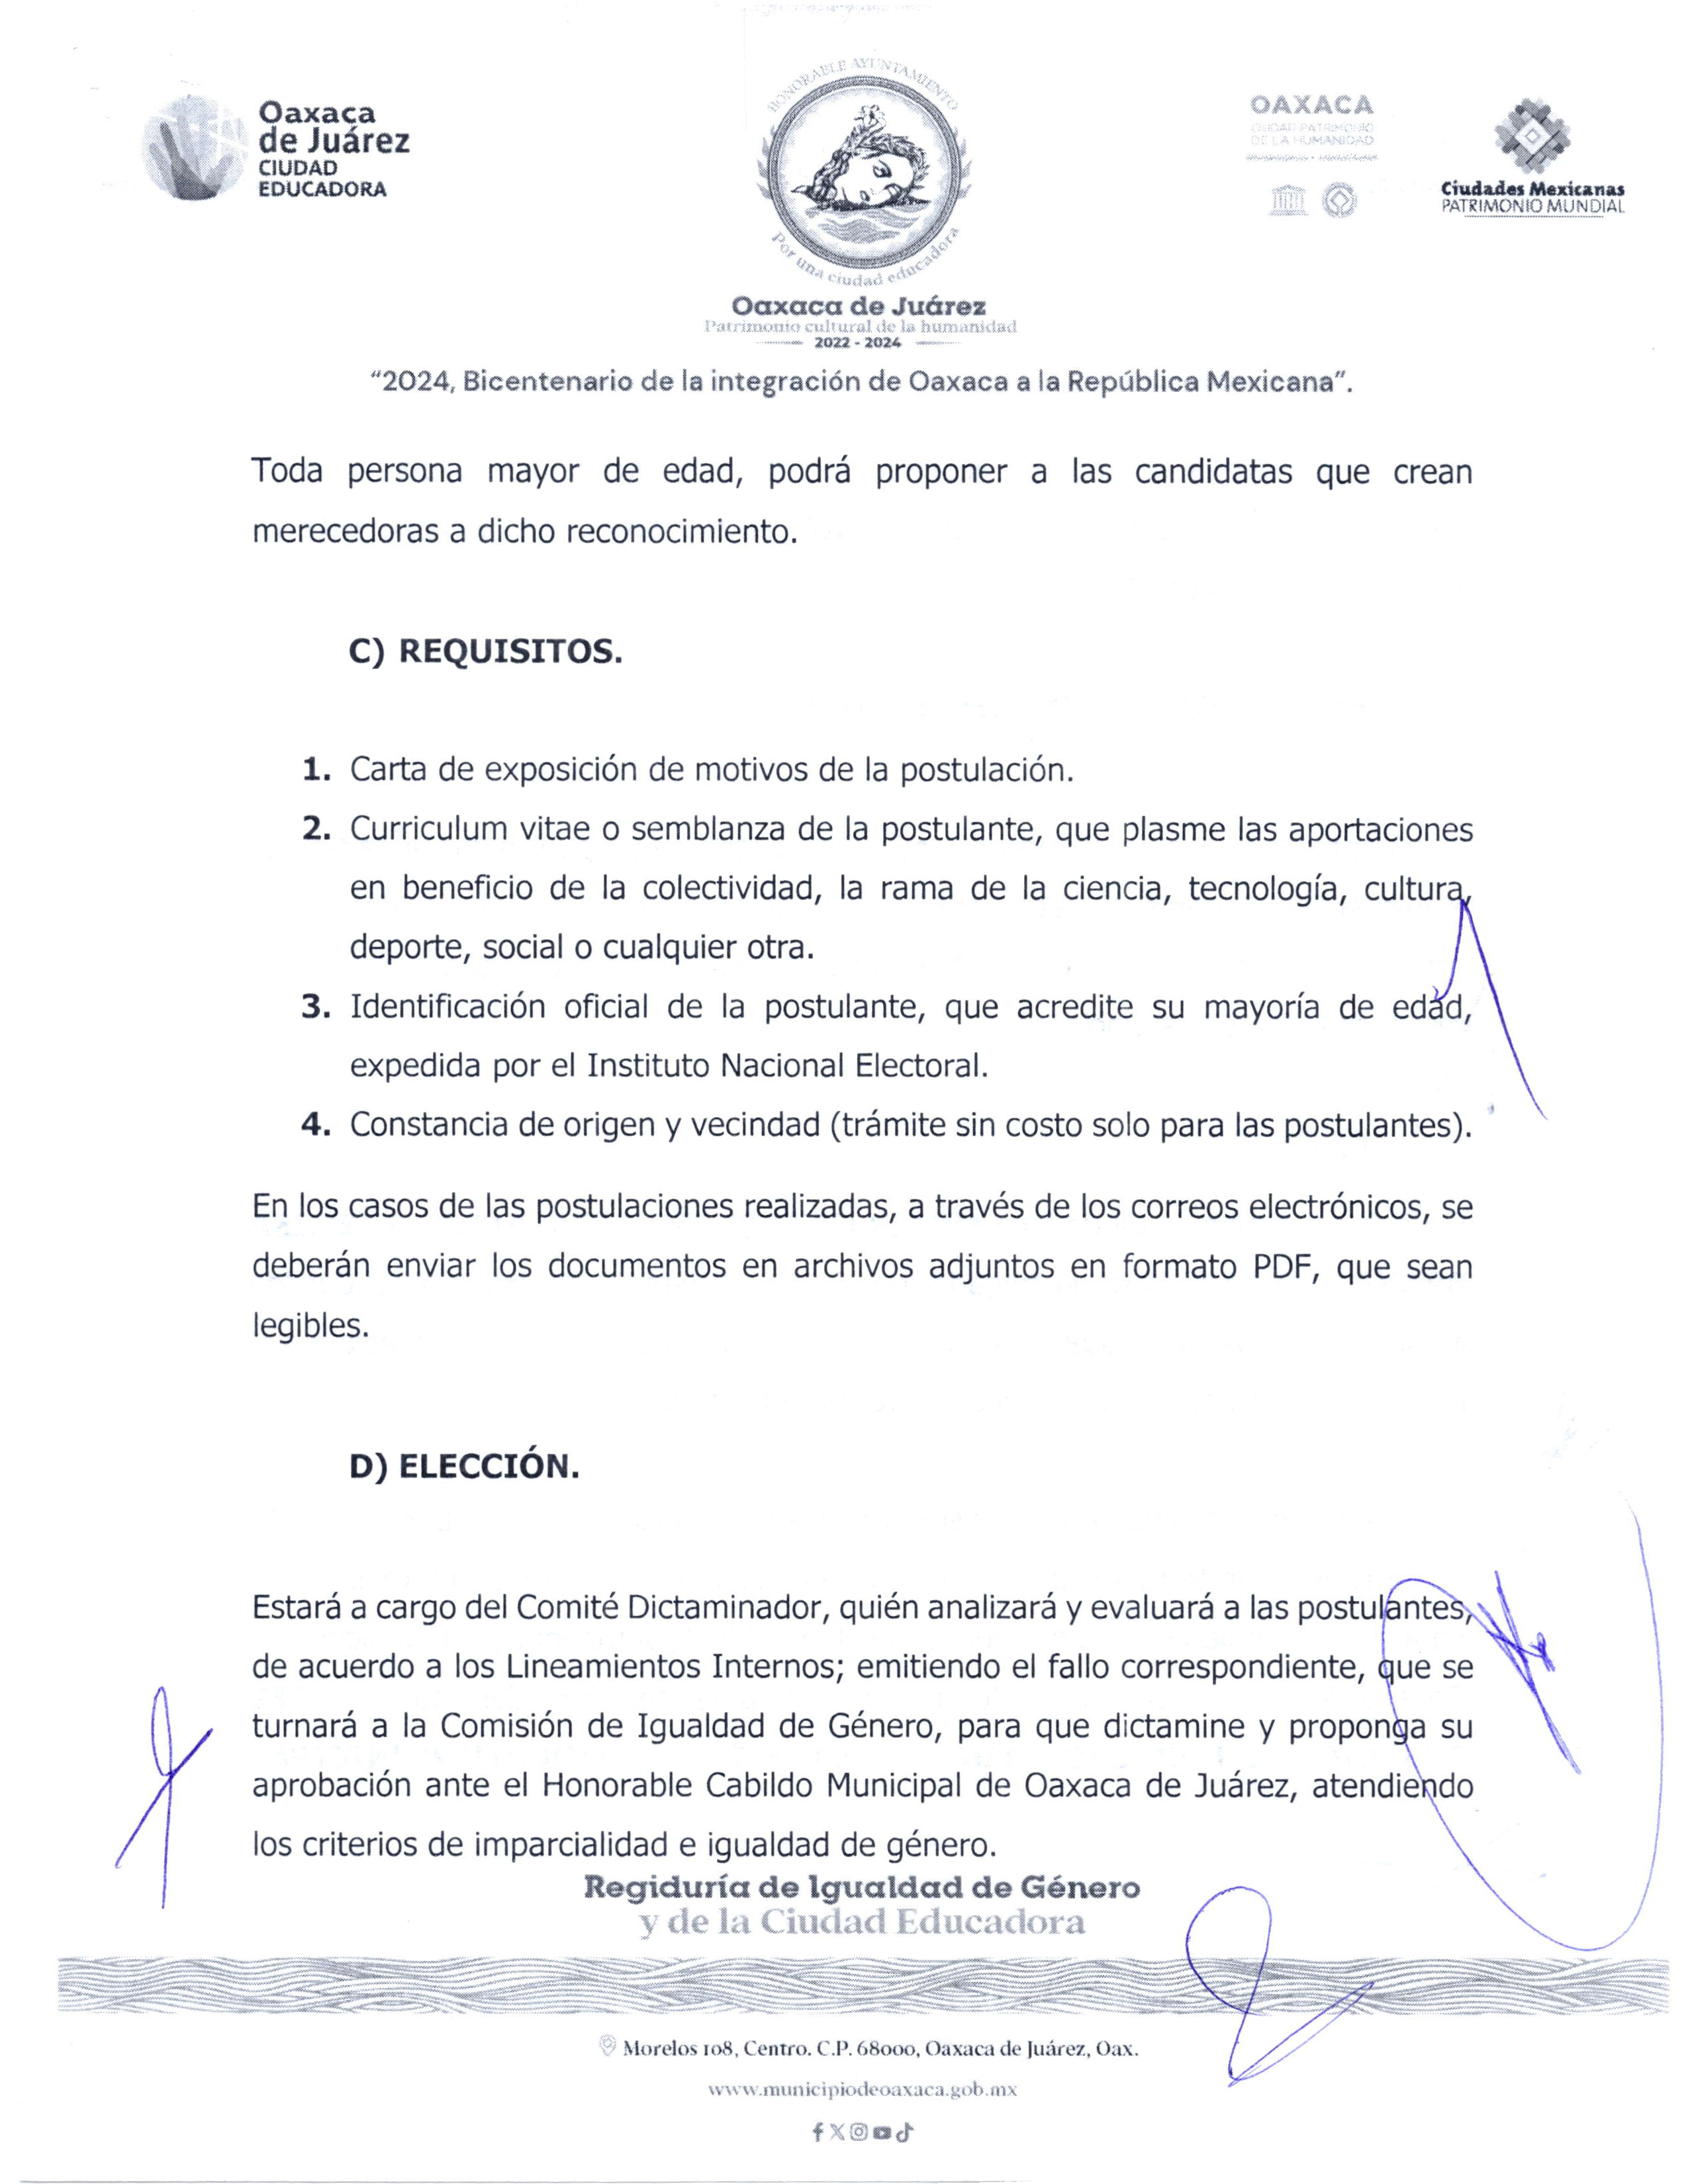 Oaxaca
de Juárez
CIUDAD
EDUCADORA
HONORABLE AYUNTAMIENTO
Por una ciudad educadora
Oaxaca de Juárez
Patrimonio cultural de la humanidad
2022 - 2024
OAXACA
CIUDAD PATRIMONIO
DE LA HUMANIDAD
Ciudades Mexicanas
PATRIMONIO MUNDIAL
“2024, Bicentenario de la integración de Oaxaca a la República Mexicana”.
Toda persona mayor de edad, podrá proponer a las candidatas que crean
merecedoras a dicho reconocimiento.
C) REQUISITOS.
1. Carta de exposición de motivos de la postulación.
2. Curriculum vitae o semblanza de la postulante, que plasme las aportaciones
en beneficio de la colectividad, la rama de la ciencia, tecnología, cultura,
deporte, social o cualquier otra.
3. Identificación oficial de la postulante, que acredite su mayoría de edad,
expedida por el Instituto Nacional Electoral.
4. Constancia de origen y vecindad (trámite sin costo solo para las postulantes).
En los casos de las postulaciones realizadas, a través de los correos electrónicos, se
deberán enviar los documentos en archivos adjuntos en formato PDF, que sean
legibles.
D) ELECCIÓN.
Estará a cargo del Comité Dictaminador, quién analizará y evaluará a las postulantes,
de acuerdo a los Lineamientos Internos; emitiendo el fallo correspondiente, que se
turnará a la Comisión de Igualdad de Género, para que dictamine y proponga su
aprobación ante el Honorable Cabildo Municipal de Oaxaca de Juárez, atendiendo
los criterios de imparcialidad e igualdad de género.
Regiduría de Igualdad de Género
y de la Ciudad Educadora
Morelos 108, Centro. C.P. 68000, Oaxaca de Juárez, Oax.
www.municipiodeoaxaca.gob.mx